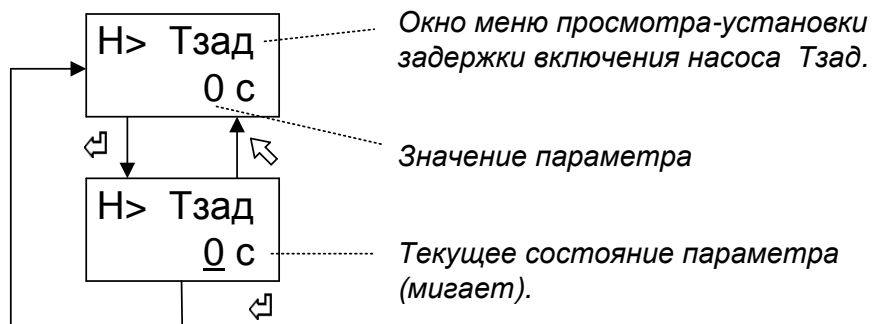 Н> Тзад
0 с
Окно меню просмотра-установки
задержки включения насоса Тзад.
Значение параметра
Н> Тзад
0 с
Текущее состояние параметра
(мигает).